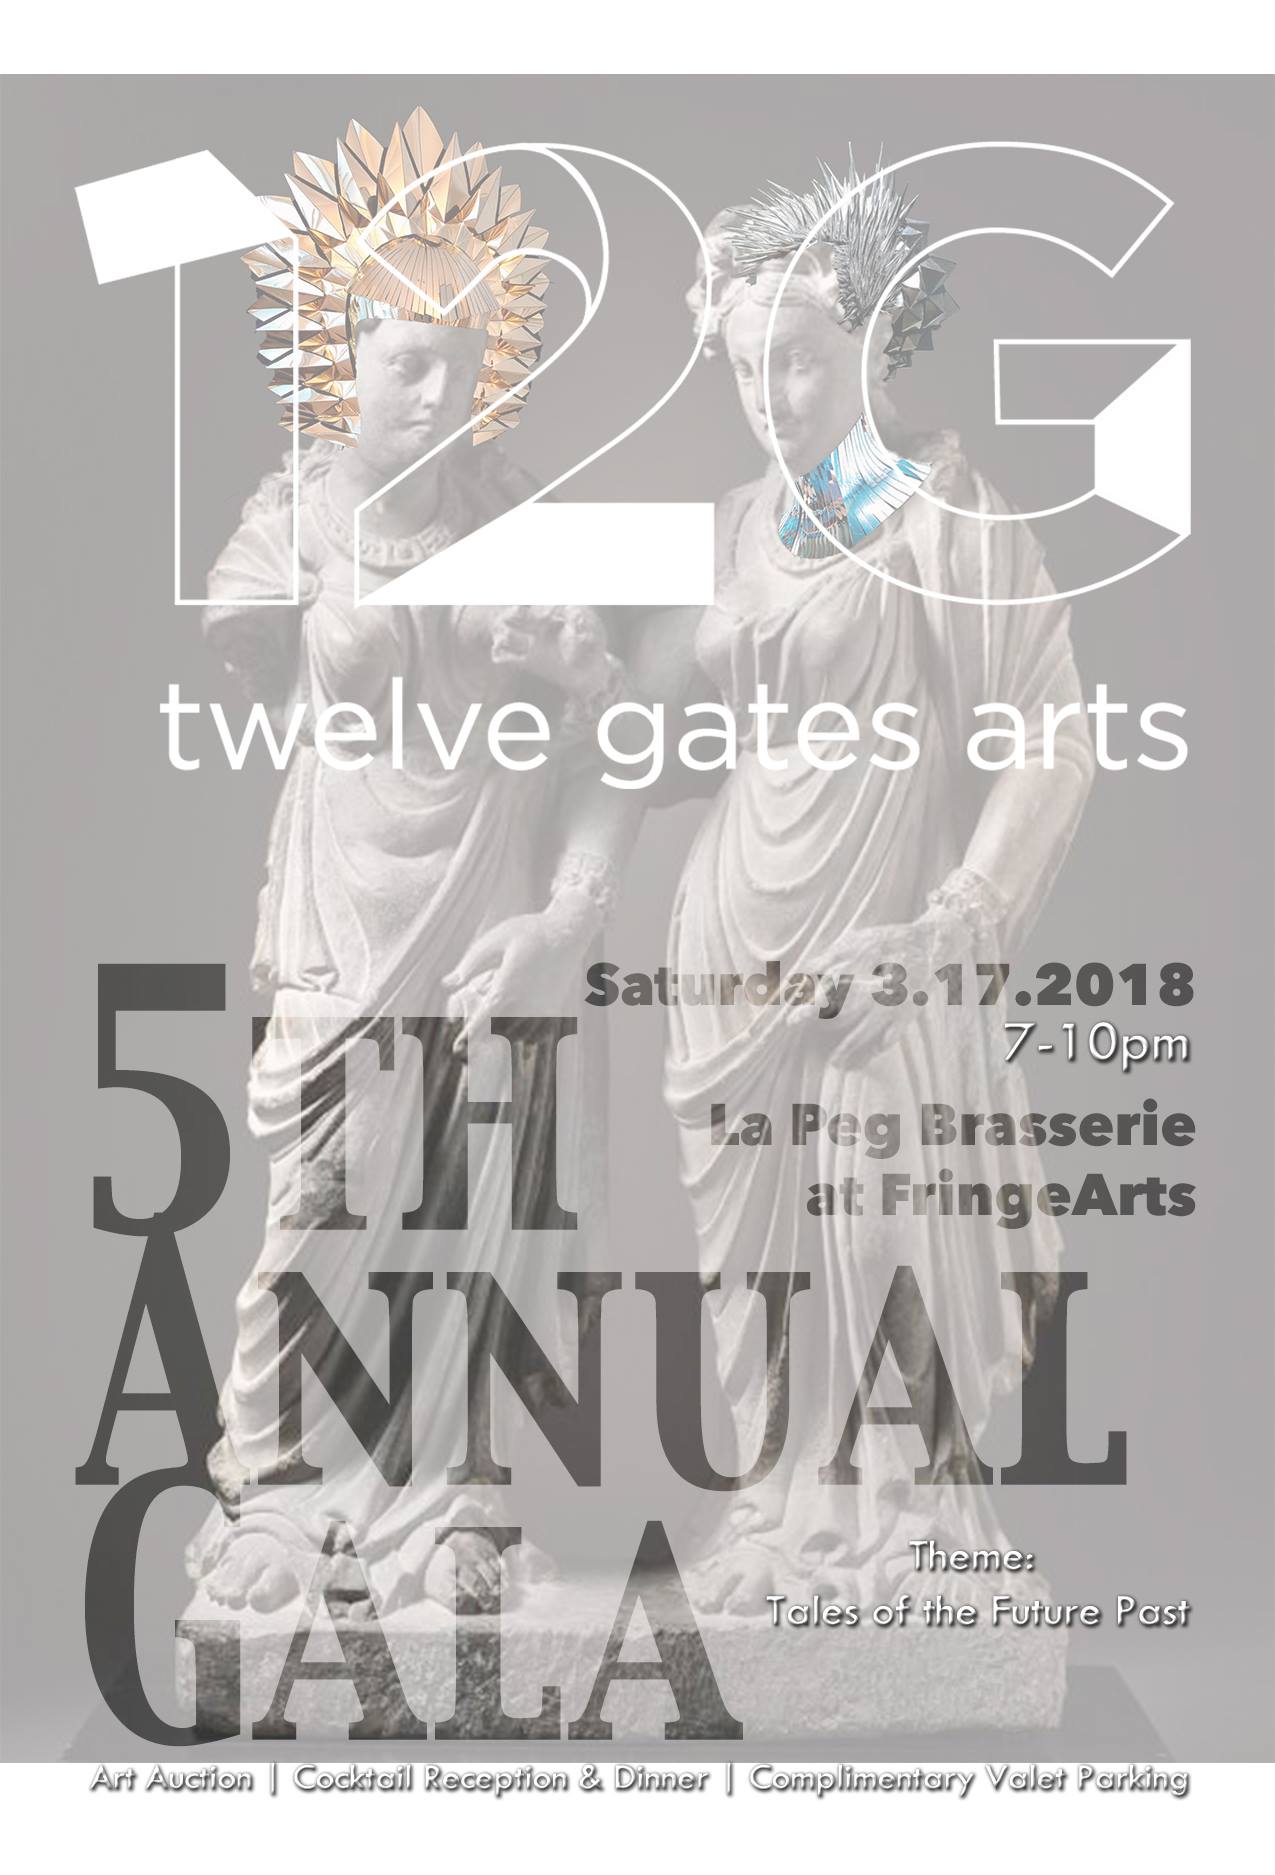 12G
twelve gates arts
Saturday 3.17.2018
7-10pm
La Peg Brasserie
at FringeArts
5TH
ANNUAL
GALA
Theme:
Tales of the Future Past
Art Auction | Cocktail Reception & Dinner | Complimentary Valet Parking